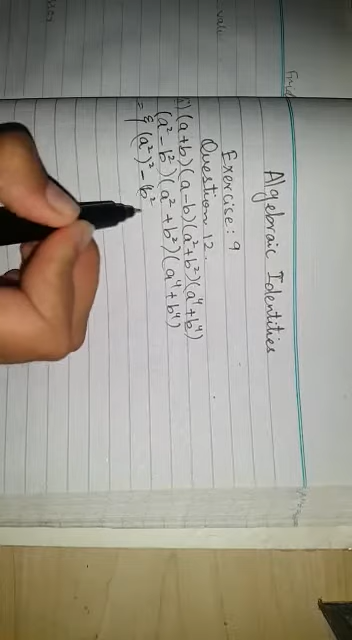 Algebraic Identities
Exercise: 9
Question 12.
(a+b)(a-b)(a²+b²)(a⁴+b⁴)
(a²-b²)(a²+b²)(a⁴+b⁴)
= {(a²)²-b²